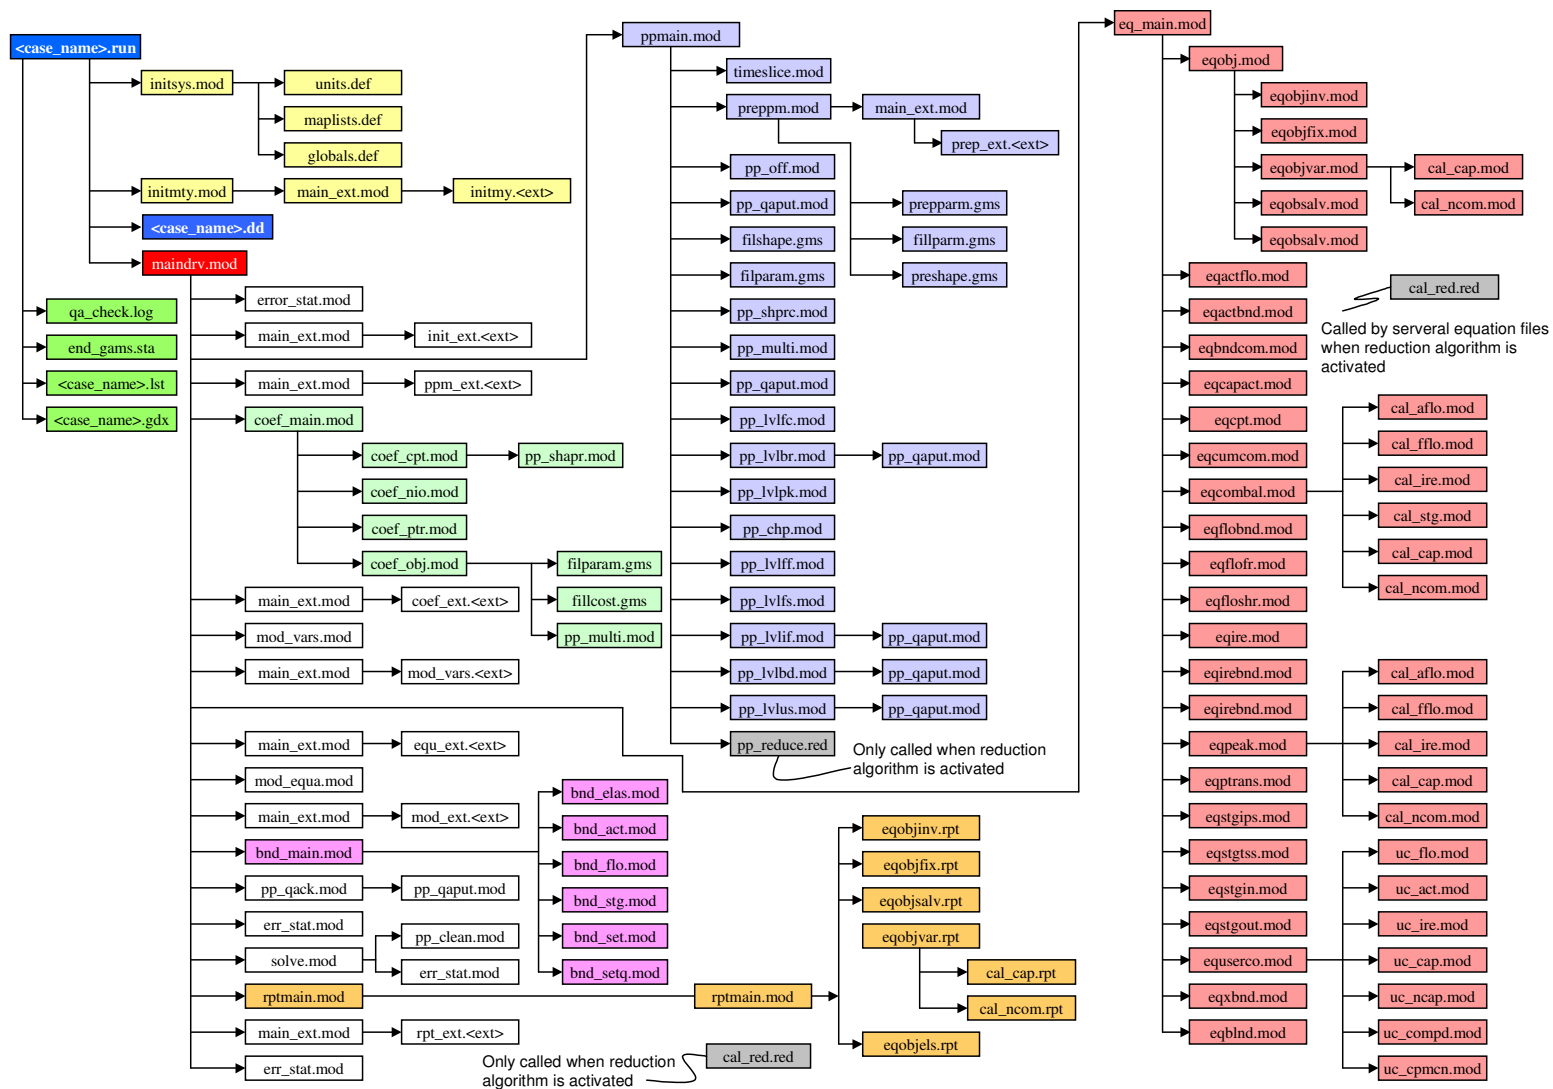 <case_name>.run
initsys.mod
units.def
maplists.def
globals.def
initmty.mod
main_ext.mod
initmy.<ext>
<case_name>.dd
maindrv.mod
qa_check.log
end_gams.sta
<case_name>.lst
<case_name>.gdx
error_stat.mod
main_ext.mod
init_ext.<ext>
main_ext.mod
ppm_ext.<ext>
coef_main.mod
coef_cpt.mod
pp_shapr.mod
coef_nio.mod
coef_ptr.mod
coef_obj.mod
filparam.gms
fillcost.gms
pp_multi.mod
main_ext.mod
coef_ext.<ext>
mod_vars.mod
main_ext.mod
mod_vars.<ext>
main_ext.mod
equ_ext.<ext>
mod_equa.mod
main_ext.mod
mod_ext.<ext>
bnd_main.mod
bnd_elas.mod
bnd_act.mod
bnd_flo.mod
bnd_stg.mod
bnd_set.mod
bnd_setq.mod
pp_qack.mod
pp_qaput.mod
err_stat.mod
solve.mod
pp_clean.mod
err_stat.mod
rptmain.mod
rptmain.mod
eqobjinv.rpt
eqobjfix.rpt
eqobjsalv.rpt
eqobjvar.rpt
cal_cap.rpt
cal_ncom.rpt
eqobjels.rpt
main_ext.mod
rpt_ext.<ext>
err_stat.mod
Only called when reduction
algorithm is activated
cal_red.red
ppmain.mod
timeslice.mod
preppm.mod
main_ext.mod
prep_ext.<ext>
prepparm.gms
fillparm.gms
preshape.gms
pp_off.mod
pp_qaput.mod
filshape.gms
filparam.gms
pp_shprc.mod
pp_multi.mod
pp_qaput.mod
pp_lvlfc.mod
pp_lvlbr.mod
pp_qaput.mod
pp_lvlpk.mod
pp_chp.mod
pp_lvlff.mod
pp_lvlfs.mod
pp_lvlif.mod
pp_qaput.mod
pp_lvlbd.mod
pp_qaput.mod
pp_lvlus.mod
pp_qaput.mod
pp_reduce.red
Only called when reduction
algorithm is activated
eq_main.mod
eqobj.mod
eqobjinv.mod
eqobjfix.mod
eqobjvar.mod
cal_cap.mod
cal_ncom.mod
eqobsalv.mod
eqobsalv.mod
eqactflo.mod
eqactbnd.mod
eqbndcom.mod
eqcapact.mod
eqcpt.mod
eqcumcom.mod
eqcombal.mod
cal_aflo.mod
cal_fflo.mod
cal_ire.mod
cal_stg.mod
cal_cap.mod
cal_ncom.mod
eqflobnd.mod
eqflofr.mod
eqfloshr.mod
eqire.mod
eqirebnd.mod
eqirebnd.mod
eqpeak.mod
cal_aflo.mod
cal_fflo.mod
cal_ire.mod
cal_cap.mod
cal_ncom.mod
eqptrans.mod
eqstgips.mod
eqstgtss.mod
eqstgin.mod
eqstgout.mod
equserco.mod
uc_flo.mod
uc_act.mod
uc_ire.mod
uc_cap.mod
uc_ncap.mod
uc_compd.mod
uc_cpmcn.mod
eqxbnd.mod
eqblnd.mod
cal_red.red
Called by serveral equation files
when reduction algorithm is
activated